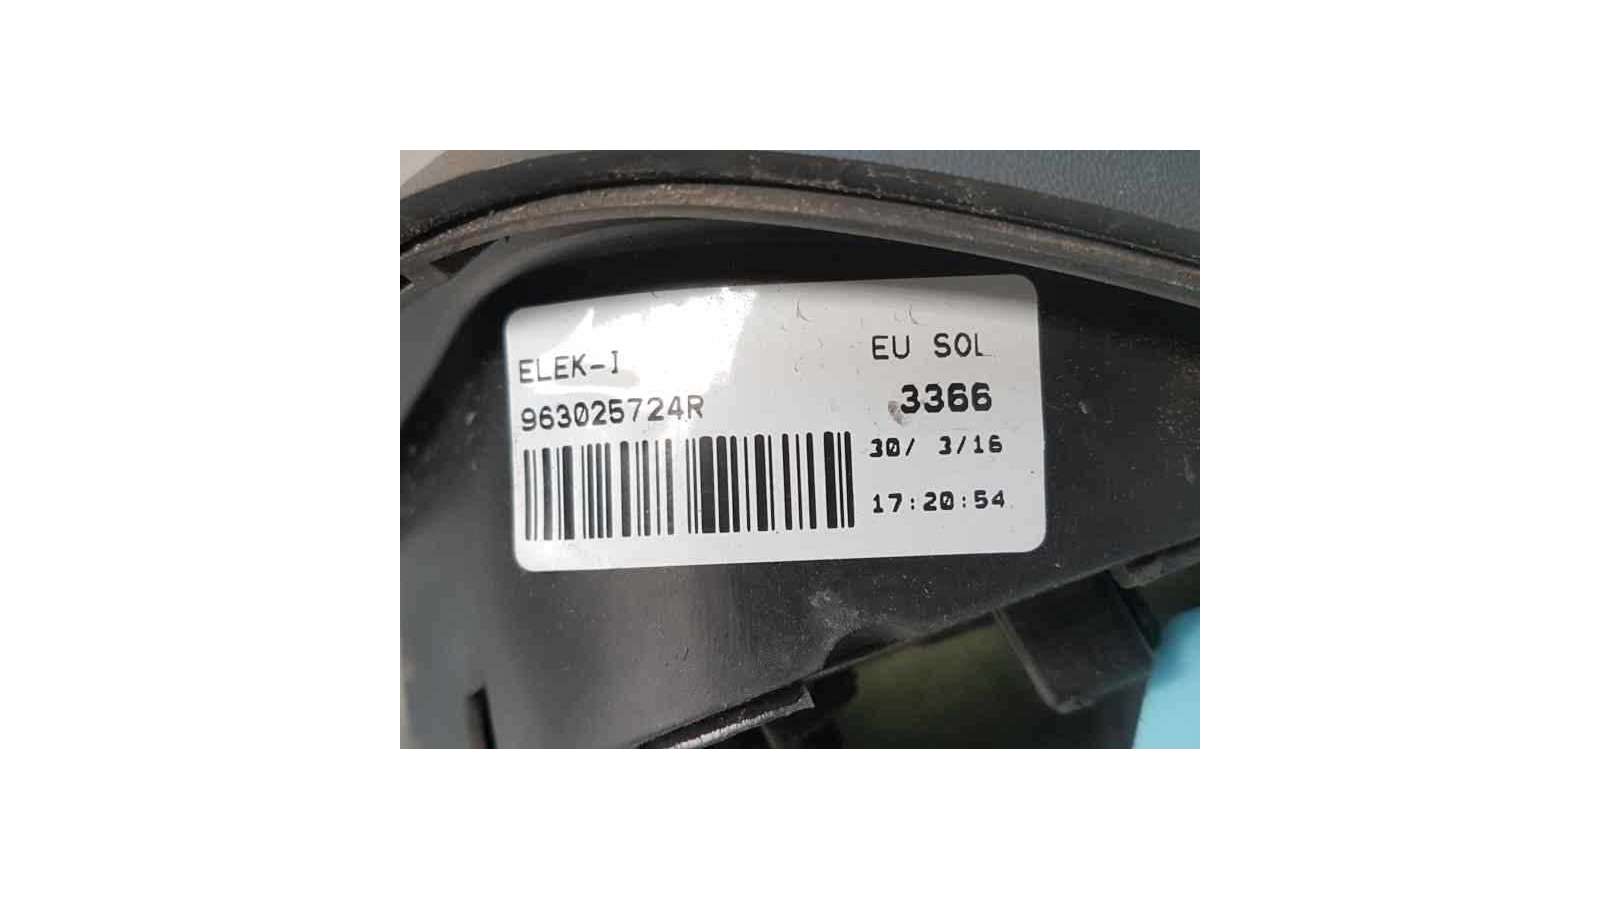 ELEK-I
EU SOL
963025724R
3366
30/ 3/16
17:20:54